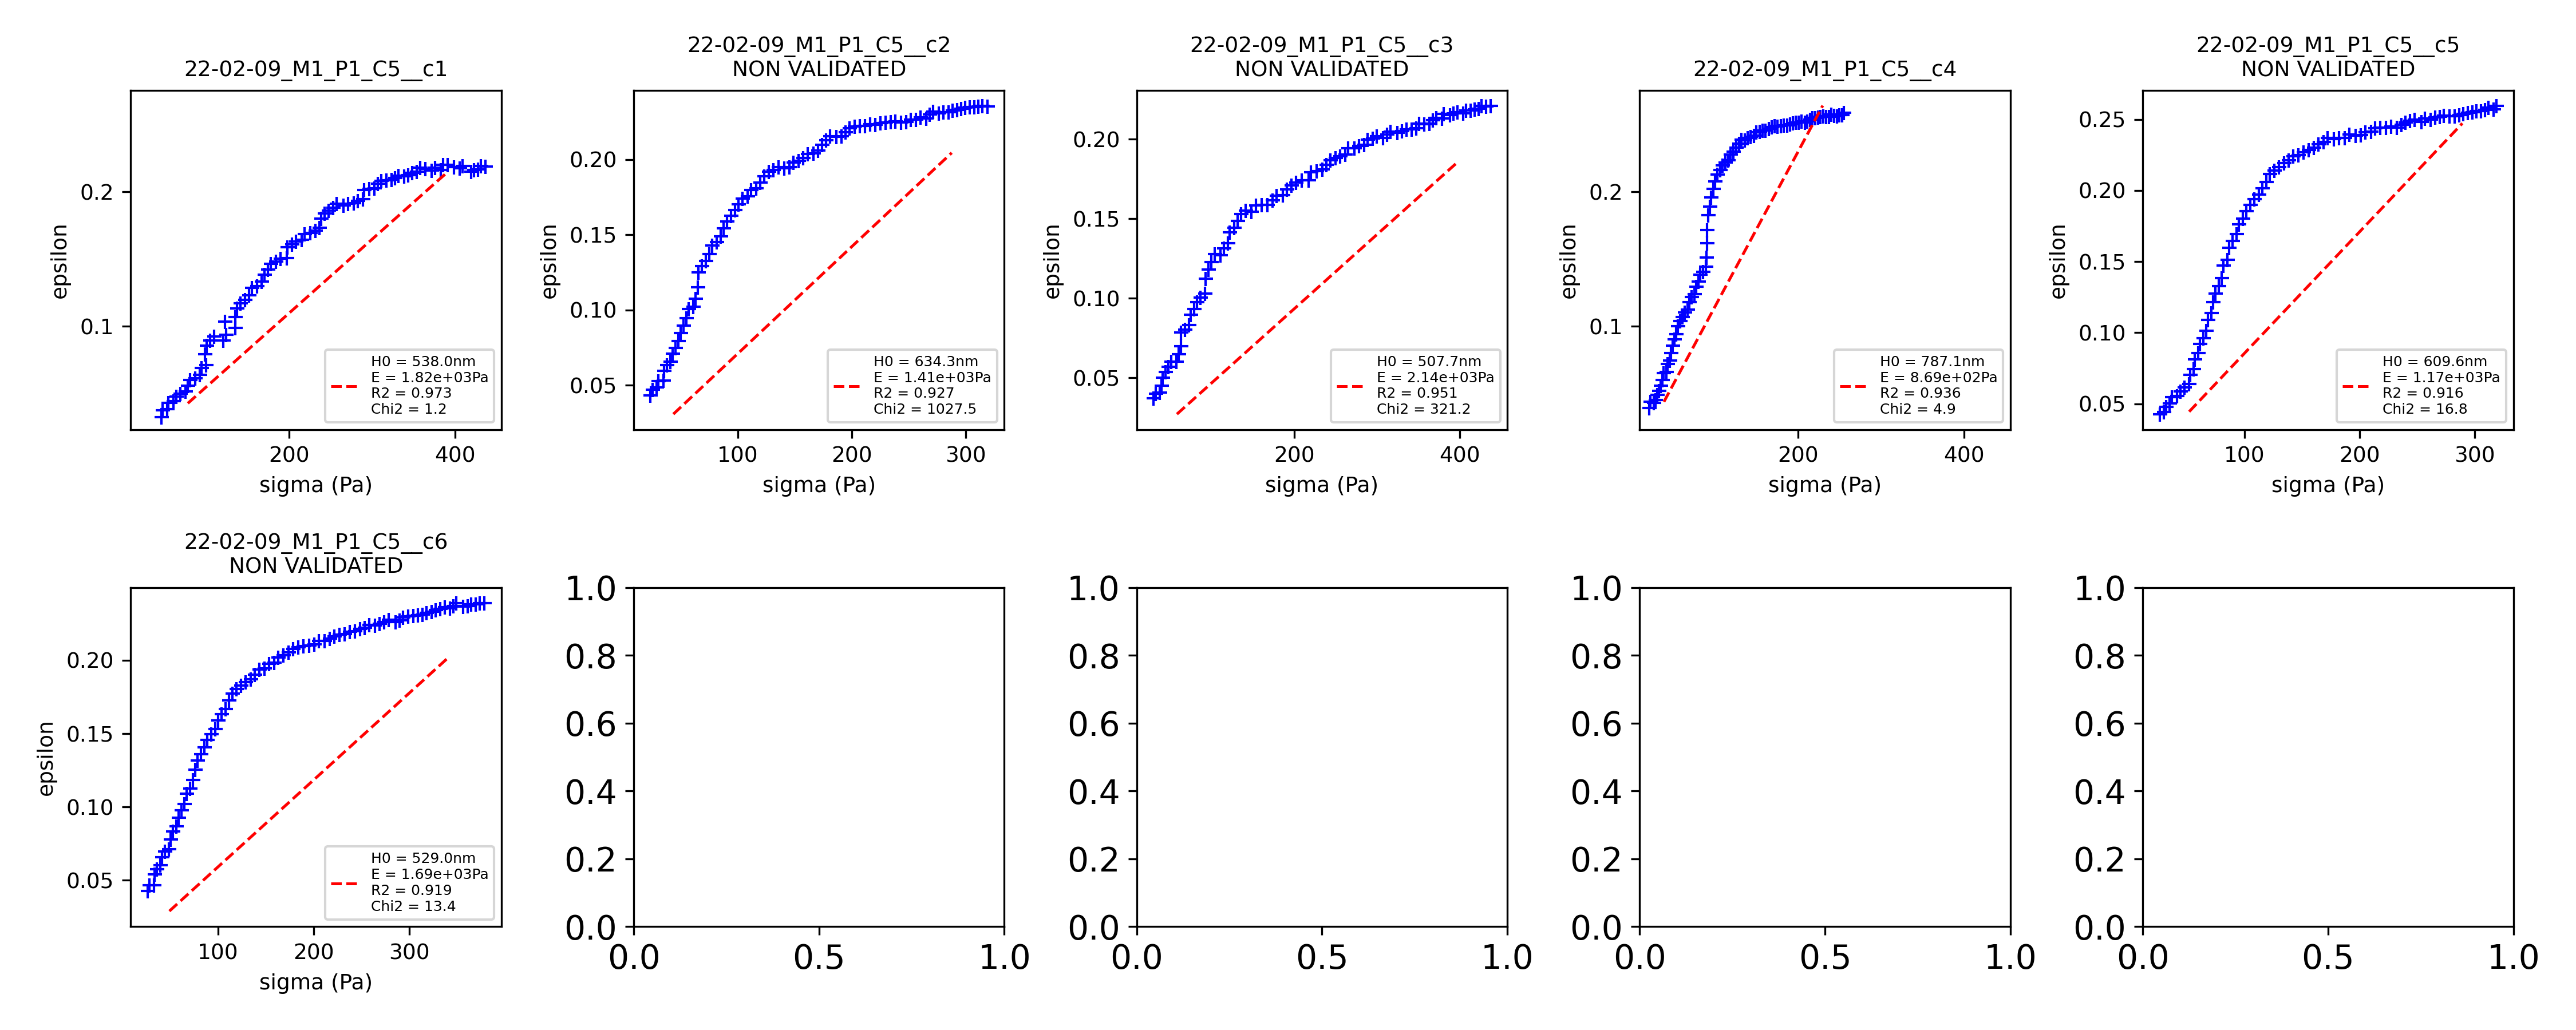 22-02-09_M1_P1_C5__c1
epsilon
0.2
0.1
200 400
sigma (Pa)
H0 = 538.0nm
E = 1.82e+03Pa
R2 = 0.973
Chi2 = 1.2
22-02-09_M1_P1_C5__c2
NON VALIDATED
epsilon
0.20
0.15
0.10
0.05
100 200 300
sigma (Pa)
H0 = 634.3nm
E = 1.41e+03Pa
R2 = 0.927
Chi2 = 1027.5
22-02-09_M1_P1_C5__c3
NON VALIDATED
epsilon
0.20
0.15
0.10
0.05
200 400
sigma (Pa)
H0 = 507.7nm
E = 2.14e+03Pa
R2 = 0.951
Chi2 = 321.2
22-02-09_M1_P1_C5__c4
epsilon
0.2
0.1
200 400
sigma (Pa)
H0 = 787.1nm
E = 8.69e+02Pa
R2 = 0.936
Chi2 = 4.9
22-02-09_M1_P1_C5__c5
NON VALIDATED
epsilon
0.25
0.20
0.15
0.10
0.05
100 200 300
sigma (Pa)
H0 = 609.6nm
E = 1.17e+03Pa
R2 = 0.916
Chi2 = 16.8
22-02-09_M1_P1_C5__c6
NON VALIDATED
epsilon
0.20
0.15
0.10
0.05
100 200 300
sigma (Pa)
H0 = 529.0nm
E = 1.69e+03Pa
R2 = 0.919
Chi2 = 13.4
1.0
0.8
0.6
0.4
0.2
0.0
0.0 0.5 1.0
1.0
0.8
0.6
0.4
0.2
0.0
0.0 0.5 1.0
1.0
0.8
0.6
0.4
0.2
0.0
0.0 0.5 1.0
1.0
0.8
0.6
0.4
0.2
0.0
0.0 0.5 1.0